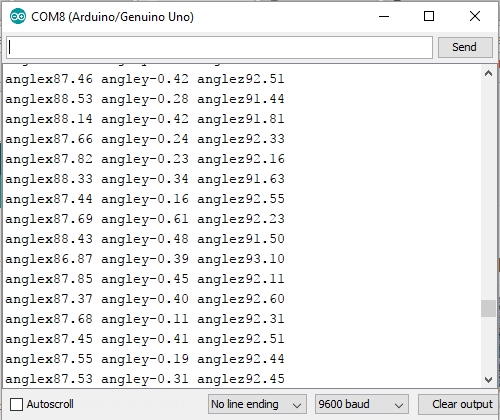 COM8 (Arduino/Genuino Uno)
Send
anglex87.46 angley-0.42 anglez92.51
anglex88.53 angley-0.28 anglez91.44
anglex88.14 angley-0.42 anglez91.81
anglex87.66 angley-0.24 anglez92.33
anglex87.82 angley-0.23 anglez92.16
anglex88.33 angley-0.34 anglez91.63
anglex87.44 angley-0.16 anglez92.55
anglex87.69 angley-0.61 anglez92.23
anglex88.43 angley-0.48 anglez91.50
anglex86.87 angley-0.39 anglez93.10
anglex87.85 angley-0.45 anglez92.11
anglex87.37 angley-0.40 anglez92.60
anglex87.68 angley-0.11 anglez92.31
anglex87.45 angley-0.41 anglez92.51
anglex87.55 angley-0.19 anglez92.44
anglex87.53 angley-0.31 anglez92.45
Autoscroll No line ending 9600 baud Clear output